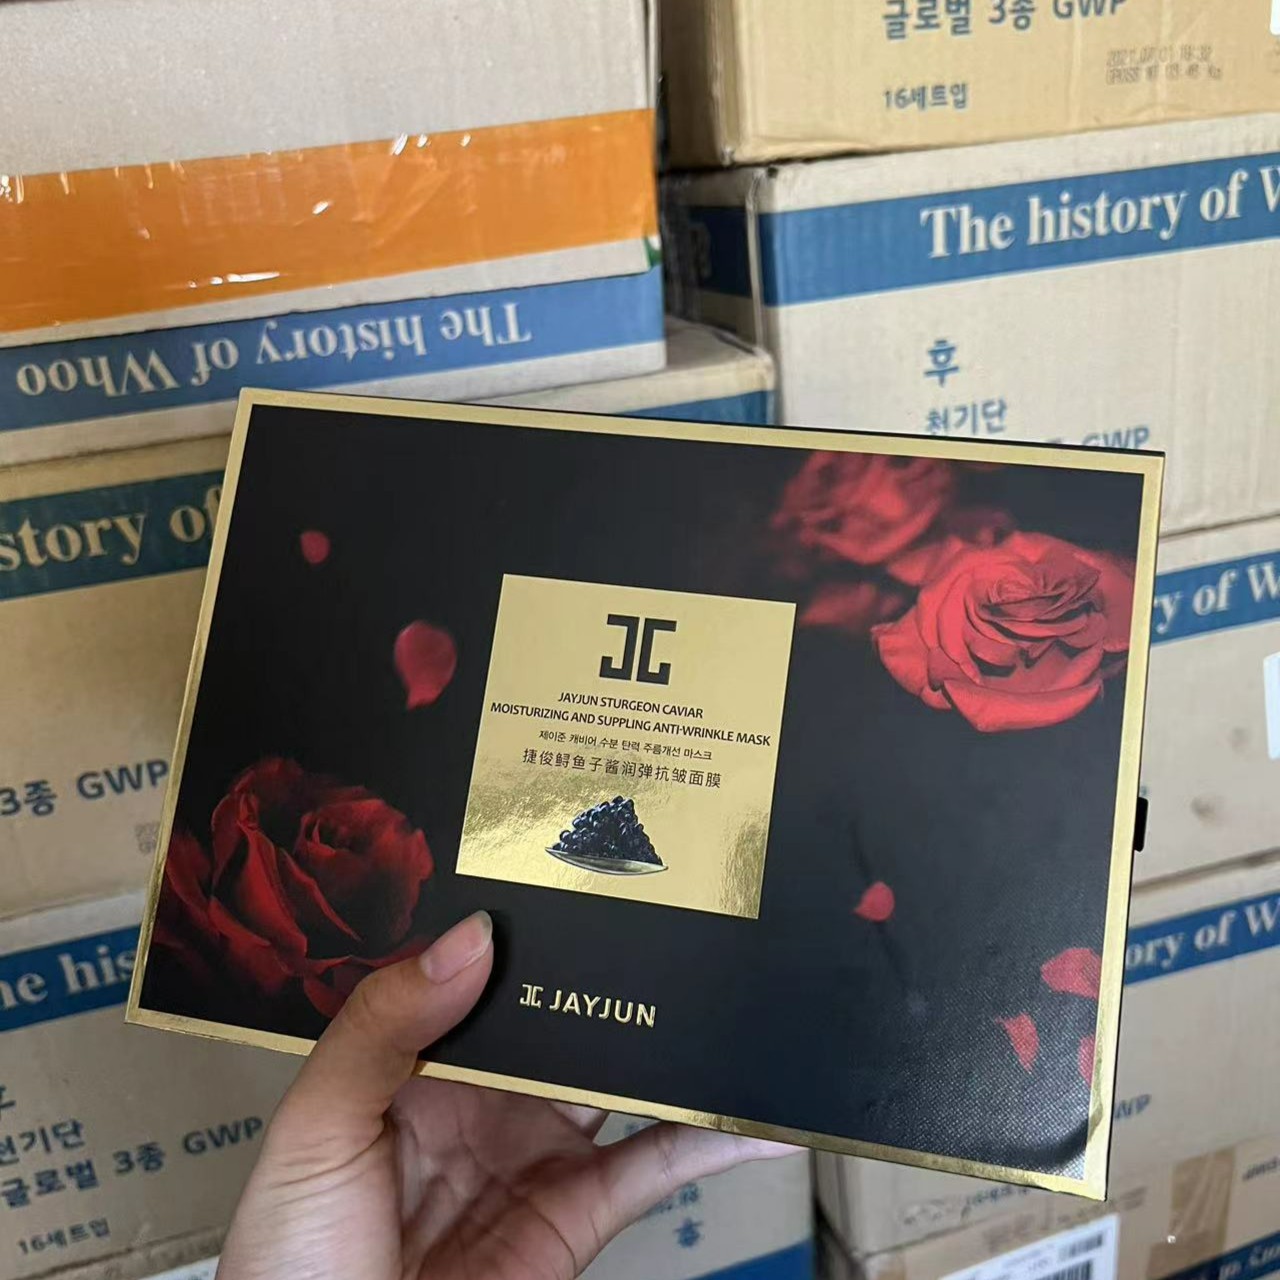 글로벌 3종 GWP
16세트입
The history of W
The history of Whoo
후
천기단
GWP
story of
ry of W
3종 GWP
JAYJUN STURGEON CAVIAR
MOISTURIZING AND SUPPLING ANTI-WRINKLE MASK
제이준 캐비어 수분 탄력 주름개선 마스크
捷俊鲟鱼子酱润弹抗皱面膜
JAYJUN
he his
ory of W
천기단
글로벌 3종 GWP
16세트입
후